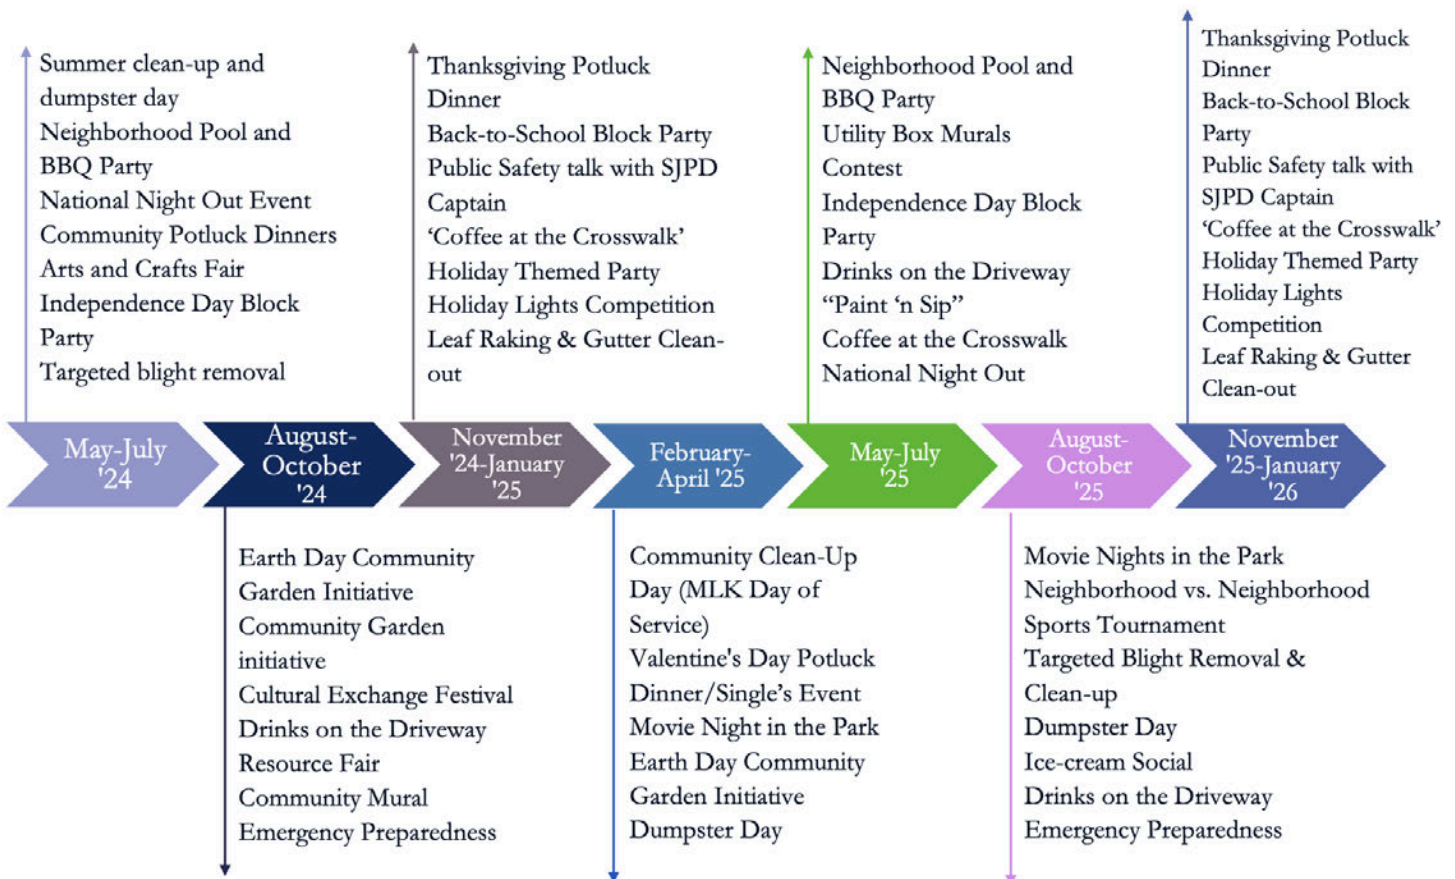 Summer clean-up and
dumpster day
Neighborhood Pool and
BBQ Party
National Night Out Event
Community Potluck Dinners
Arts and Crafts Fair
Independence Day Block
Party
Targeted blight removal
Thanksgiving Potluck
Dinner
Back-to-School Block Party
Public Safety talk with SJPD
Captain
‘Coffee at the Crosswalk’
Holiday Themed Party
Holiday Lights Competition
Leaf Raking & Gutter Clean-
out
Neighborhood Pool and
BBQ Party
Utility Box Murals
Contest
Independence Day Block
Party
Drinks on the Driveway
“Paint ‘n Sip”
Coffee at the Crosswalk
National Night Out
Thanksgiving Potluck
Dinner
Back-to-School Block
Party
Public Safety talk with
SJPD Captain
‘Coffee at the Crosswalk’
Holiday Themed Party
Holiday Lights
Competition
Leaf Raking & Gutter
Clean-out
May-July
'24
August-
October
'24
November
'24-January
'25
February-
April '25
May-July
'25
August-
October
'25
November
'25-January
'26
Earth Day Community
Garden Initiative
Community Garden
initiative
Cultural Exchange Festival
Drinks on the Driveway
Resource Fair
Community Mural
Emergency Preparedness
Community Clean-Up
Day (MLK Day of
Service)
Valentine's Day Potluck
Dinner/Single’s Event
Movie Night in the Park
Earth Day Community
Garden Initiative
Dumpster Day
Movie Nights in the Park
Neighborhood vs. Neighborhood
Sports Tournament
Targeted Blight Removal &
Clean-up
Dumpster Day
Ice-cream Social
Drinks on the Driveway
Emergency Preparedness